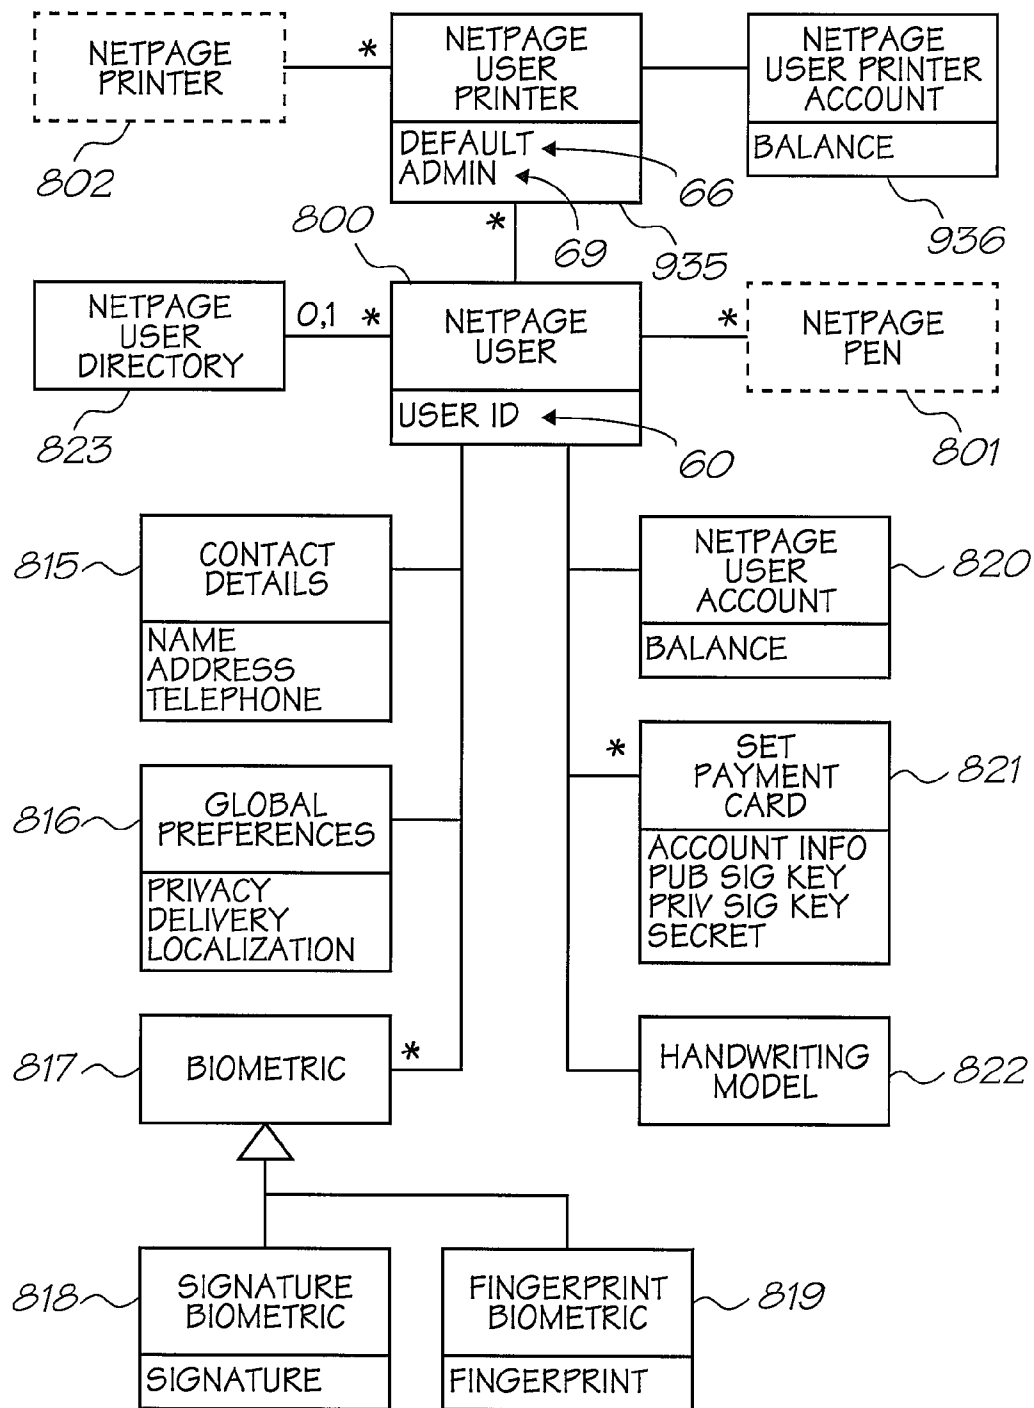 NETPAGE
PRINTER
*
802
NETPAGE
USER
PRINTER
DEFAULT
ADMIN
66
69
935
*
NETPAGE
USER PRINTER
ACCOUNT
BALANCE
936
800
NETPAGE
USER
DIRECTORY
823
0,1 *
NETPAGE
USER
USER ID
60
*
NETPAGE
PEN
801
815
CONTACT
DETAILS
NAME
ADDRESS
TELEPHONE
NETPAGE
USER
ACCOUNT
BALANCE
820
816
GLOBAL
PREFERENCES
PRIVACY
DELIVERY
LOCALIZATION
*
SET
PAYMENT
CARD
ACCOUNT INFO
PUB SIG KEY
PRIV SIG KEY
SECRET
821
817
BIOMETRIC
*
HANDWRITING
MODEL
822
818
SIGNATURE
BIOMETRIC
SIGNATURE
FINGERPRINT
BIOMETRIC
FINGERPRINT
819